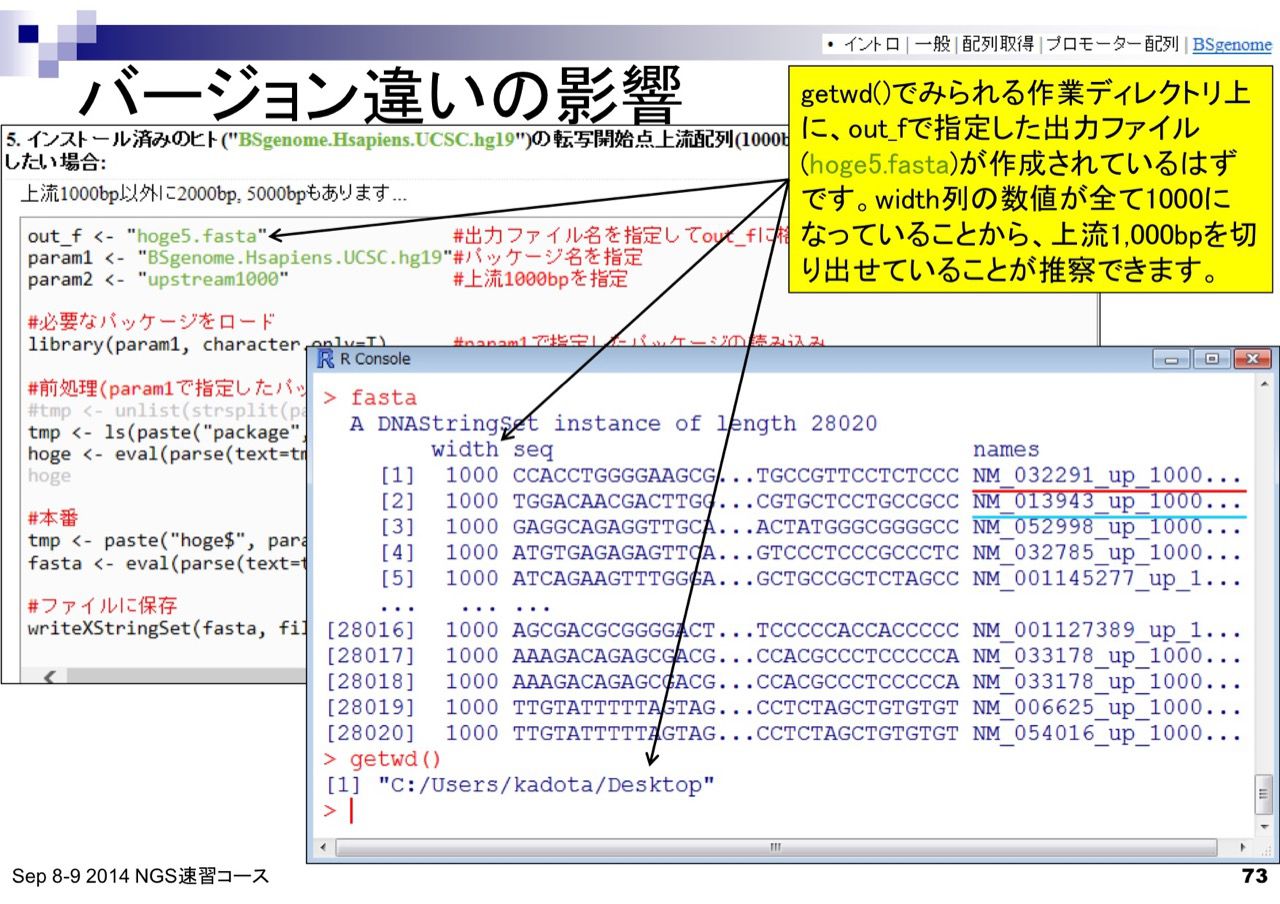 • イントロ | 一般 | 配列取得 | プロモーター配列 | BSgenome
バージョン違いの影響
getwd()でみられる作業ディレクトリ上
に、out_fで指定した出力ファイル
(hoge5.fasta)が作成されているはず
です。width列の数値が全て1000に
なっていることから、上流1,000bpを切
り出せていることが推察できます。
5. インストール済みのヒト("BSgenome.Hsapiens.UCSC.hg19")の転写開始点上流配列(1000b
したい場合:
上流1000bp以外に2000bp, 5000bpもあります...
out_f <- "hoge5.fasta" #出力ファイル名を指定してout_fに格
param1 <- "BSgenome.Hsapiens.UCSC.hg19"#パッケージ名を指定
param2 <- "upstream1000" #上流1000bpを指定
#必要なパッケージをロード
library(param1, character.only=T) #param1で指定したパッケージの読み込み
#前処理(param1で指定したパッ
#tmp <- unlist(strsplit(pa
tmp <- ls(paste("package",
hoge <- eval(parse(text=tm
hoge
#本番
tmp <- paste("hoge$", para
fasta <- eval(parse(text=t
#ファイルに保存
writeXStringSet(fasta, fil
R Console
> fasta
A DNAStringSet instance of length 28020
width seq names
[1] 1000 CCACCTGGGGAAGCG...TGCCGTTCCTCTCCC NM_032291_up_1000...
[2] 1000 TGGACAACGACTTGG...CGTGCTCCTGCCGCC NM_013943_up_1000...
[3] 1000 GAGGCAGAGGTTGCA...ACTATGGGCGGGGCC NM_052998_up_1000...
[4] 1000 ATGTGAGAGAGTTCA...GTCCCTCCCGCCCTC NM_032785_up_1000...
[5] 1000 ATCAGAAGTTTGGGA...GCTGCCGCTCTAGCC NM_001145277_up_1...
... ... ...
[28016] 1000 AGCGACGCGGGGACT...TCCCCCACCACCCCC NM_001127389_up_1...
[28017] 1000 AAAGACAGAGCGACG...CCACGCCCTCCCCCA NM_033178_up_1000...
[28018] 1000 AAAGACAGAGCGACG...CCACGCCCTCCCCCA NM_033178_up_1000...
[28019] 1000 TTGTATTTTTAGTAG...CCTCTAGCTGTGTGT NM_006625_up_1000...
[28020] 1000 TTGTATTTTTAGTAG...CCTCTAGCTGTGTGT NM_054016_up_1000...
> getwd()
[1] "C:/Users/kadota/Desktop"
>
Sep 8-9 2014 NGS速習コース
73